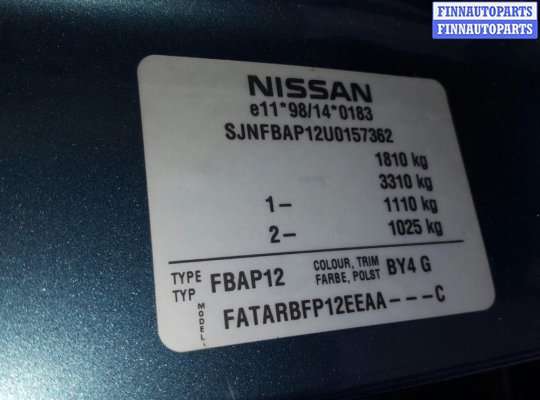 FINNAUTOPARTS
FINNAUTOPARTS
NISSAN
e11*98/14*0183
SJNFBAP12U0157362
1810 kg
3310 kg
1– 1110 kg
2– 1025 kg
TYPE TYP FBAP12 COLOUR, TRIM FARBE, POLST BY4 G
MODELL FATARBFP12EEAA– – –C